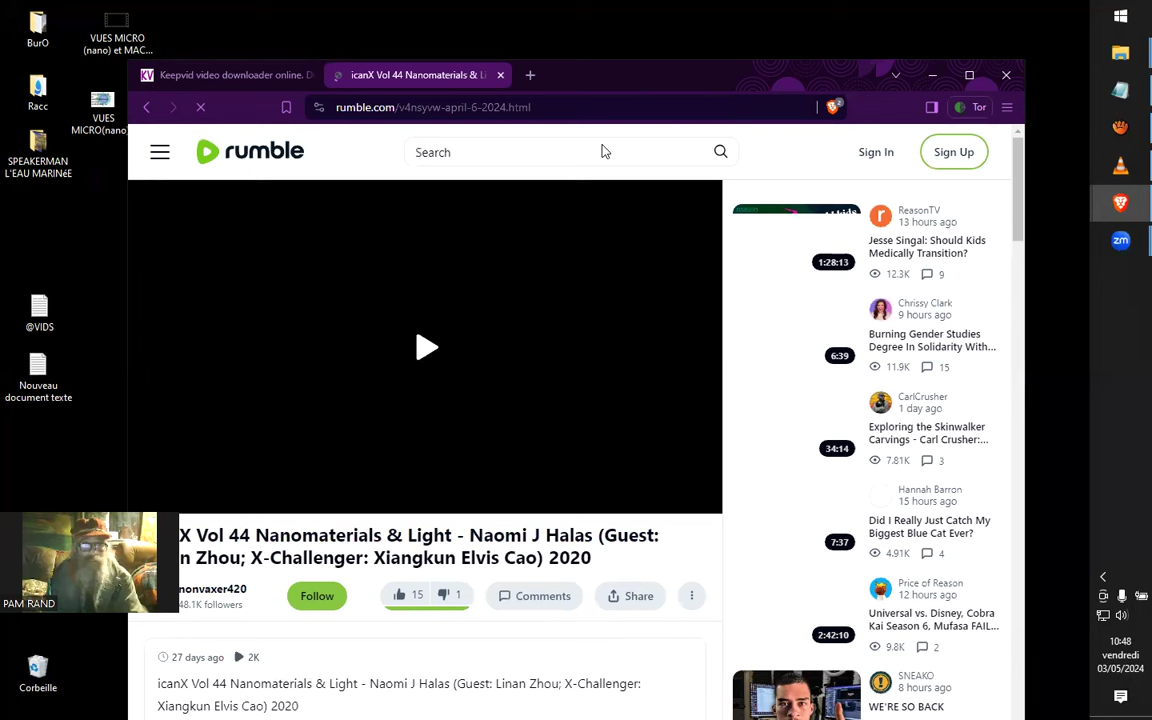 BurO
VUES MICRO
(nano) et MAC...
Racc
VUES
MICRO(nano)
SPEAKERMAN
L'EAU MARINéE
@VIDS
Nouveau
document texte
Corbeille
KV
Keepvid video downloader online. D
icanX Vol 44 Nanomaterials & Li
rumble.com/v4nsyvw-april-6-2024.html
2
Tor
rumble
Search
Sign In
Sign Up
ReasonTV
13 hours ago
Jesse Singal: Should Kids
Medically Transition?
1:28:13
12.3K
9
Chrissy Clark
9 hours ago
Burning Gender Studies
Degree In Solidarity With...
6:39
11.9K
15
CarlCrusher
1 day ago
Exploring the Skinwalker
Carvings - Carl Crusher:...
34:14
7.81K
3
Hannah Barron
15 hours ago
Did I Really Just Catch My
Biggest Blue Cat Ever?
7:37
4.91K
4
Price of Reason
12 hours ago
Universal vs. Disney, Cobra
Kai Season 6, Mufasa FAIL...
2:42:10
9.8K
2
SNEAKO
8 hours ago
WE'RE SO BACK
X Vol 44 Nanomaterials & Light - Naomi J Halas (Guest:
n Zhou; X-Challenger: Xiangkun Elvis Cao) 2020
nonvaxer420
48.1K followers
Follow
15
1
Comments
Share
27 days ago
2K
icanX Vol 44 Nanomaterials & Light - Naomi J Halas (Guest: Linan Zhou; X-Challenger:
Xiangkun Elvis Cao) 2020
PAM RAND
zm
10:48
vendredi
03/05/2024